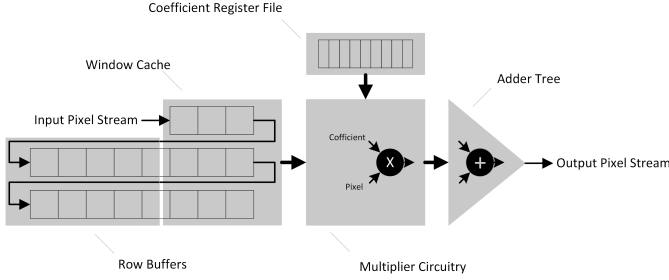 Coefficient Register File
Window Cache
Adder Tree
Input Pixel Stream
Cofficient
X
+
Output Pixel Stream
Pixel
Row Buffers
Multiplier Circuitry